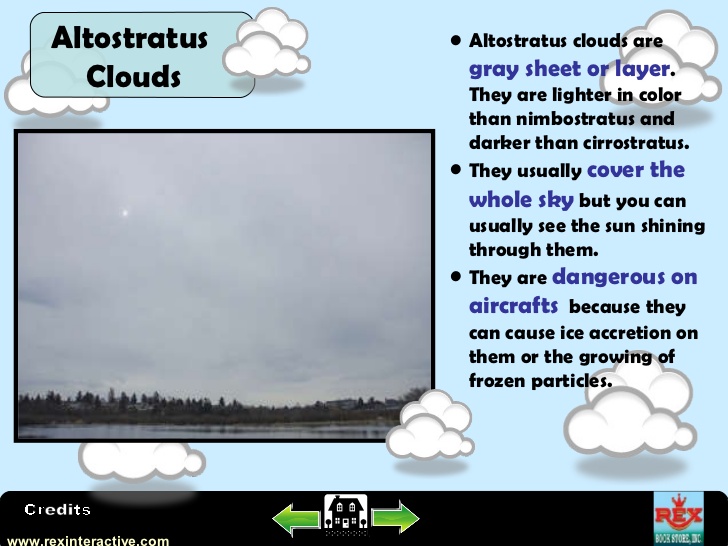 Altostratus
Clouds
• Altostratus clouds are
gray sheet or layer.
They are lighter in color
than nimbostratus and
darker than cirrostratus.
• They usually cover the
whole sky but you can
usually see the sun shining
through them.
• They are dangerous on
aircrafts because they
can cause ice accretion on
them or the growing of
frozen particles.
Credits
REX
BOOK STORE, INC
www.rexinteractive.com